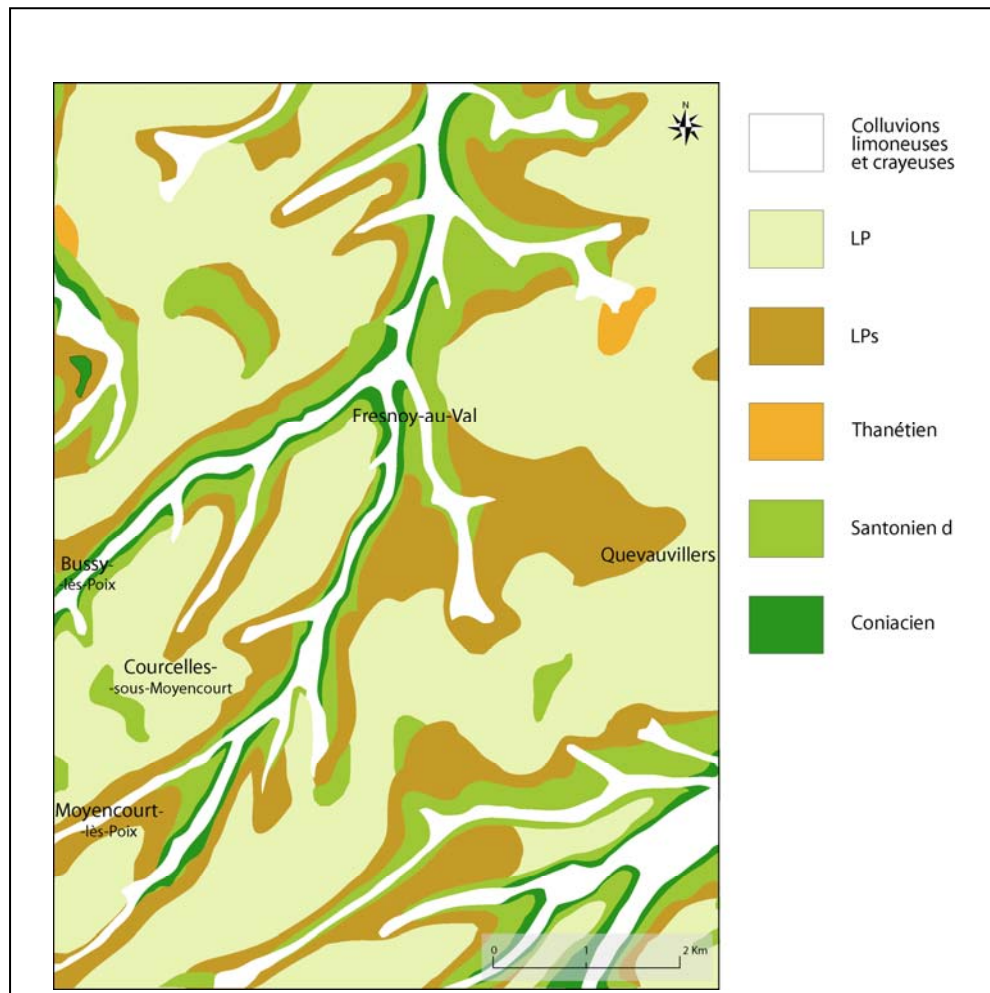 N
Colluvions
limoneuses
et crayeuses
LP
LPs
Thanétien
Santonien d
Coniacien
Fresnoy-au-Val
Quevauvillers
Bussy-
-lès-Poix
Courcelles-
-sous-Moyencourt
Moyencourt-
-lès-Poix
0 1 2 Km